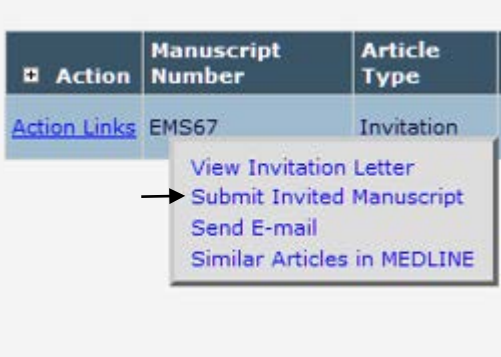 Action Manuscript Number Article Type
Action Links EMS67 Invitation
View Invitation Letter
Submit Invited Manuscript
Send E-mail
Similar Articles in MEDLINE